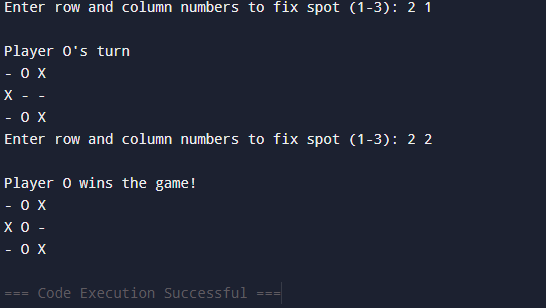 Enter row and column numbers to fix spot (1-3): 2 1
Player O's turn
- O X
X - -
- O X
Enter row and column numbers to fix spot (1-3): 2 2
Player O wins the game!
- O X
X O -
- O X
=== Code Execution Successful ===